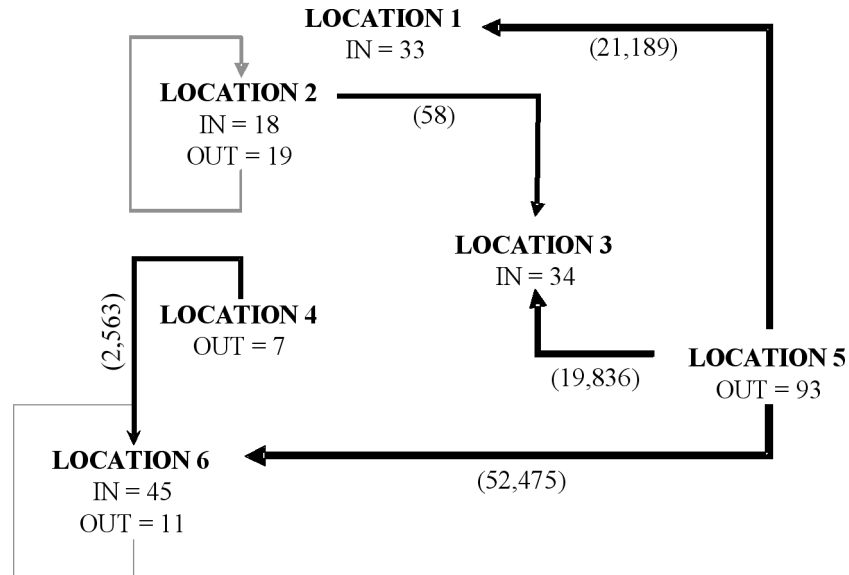 LOCATION 1
IN = 33
(21,189)
LOCATION 2
IN = 18
OUT = 19
(58)
LOCATION 3
IN = 34
(2,563)
LOCATION 4
OUT = 7
LOCATION 5
OUT = 93
(19,836)
LOCATION 6
IN = 45
OUT = 11
(52,475)